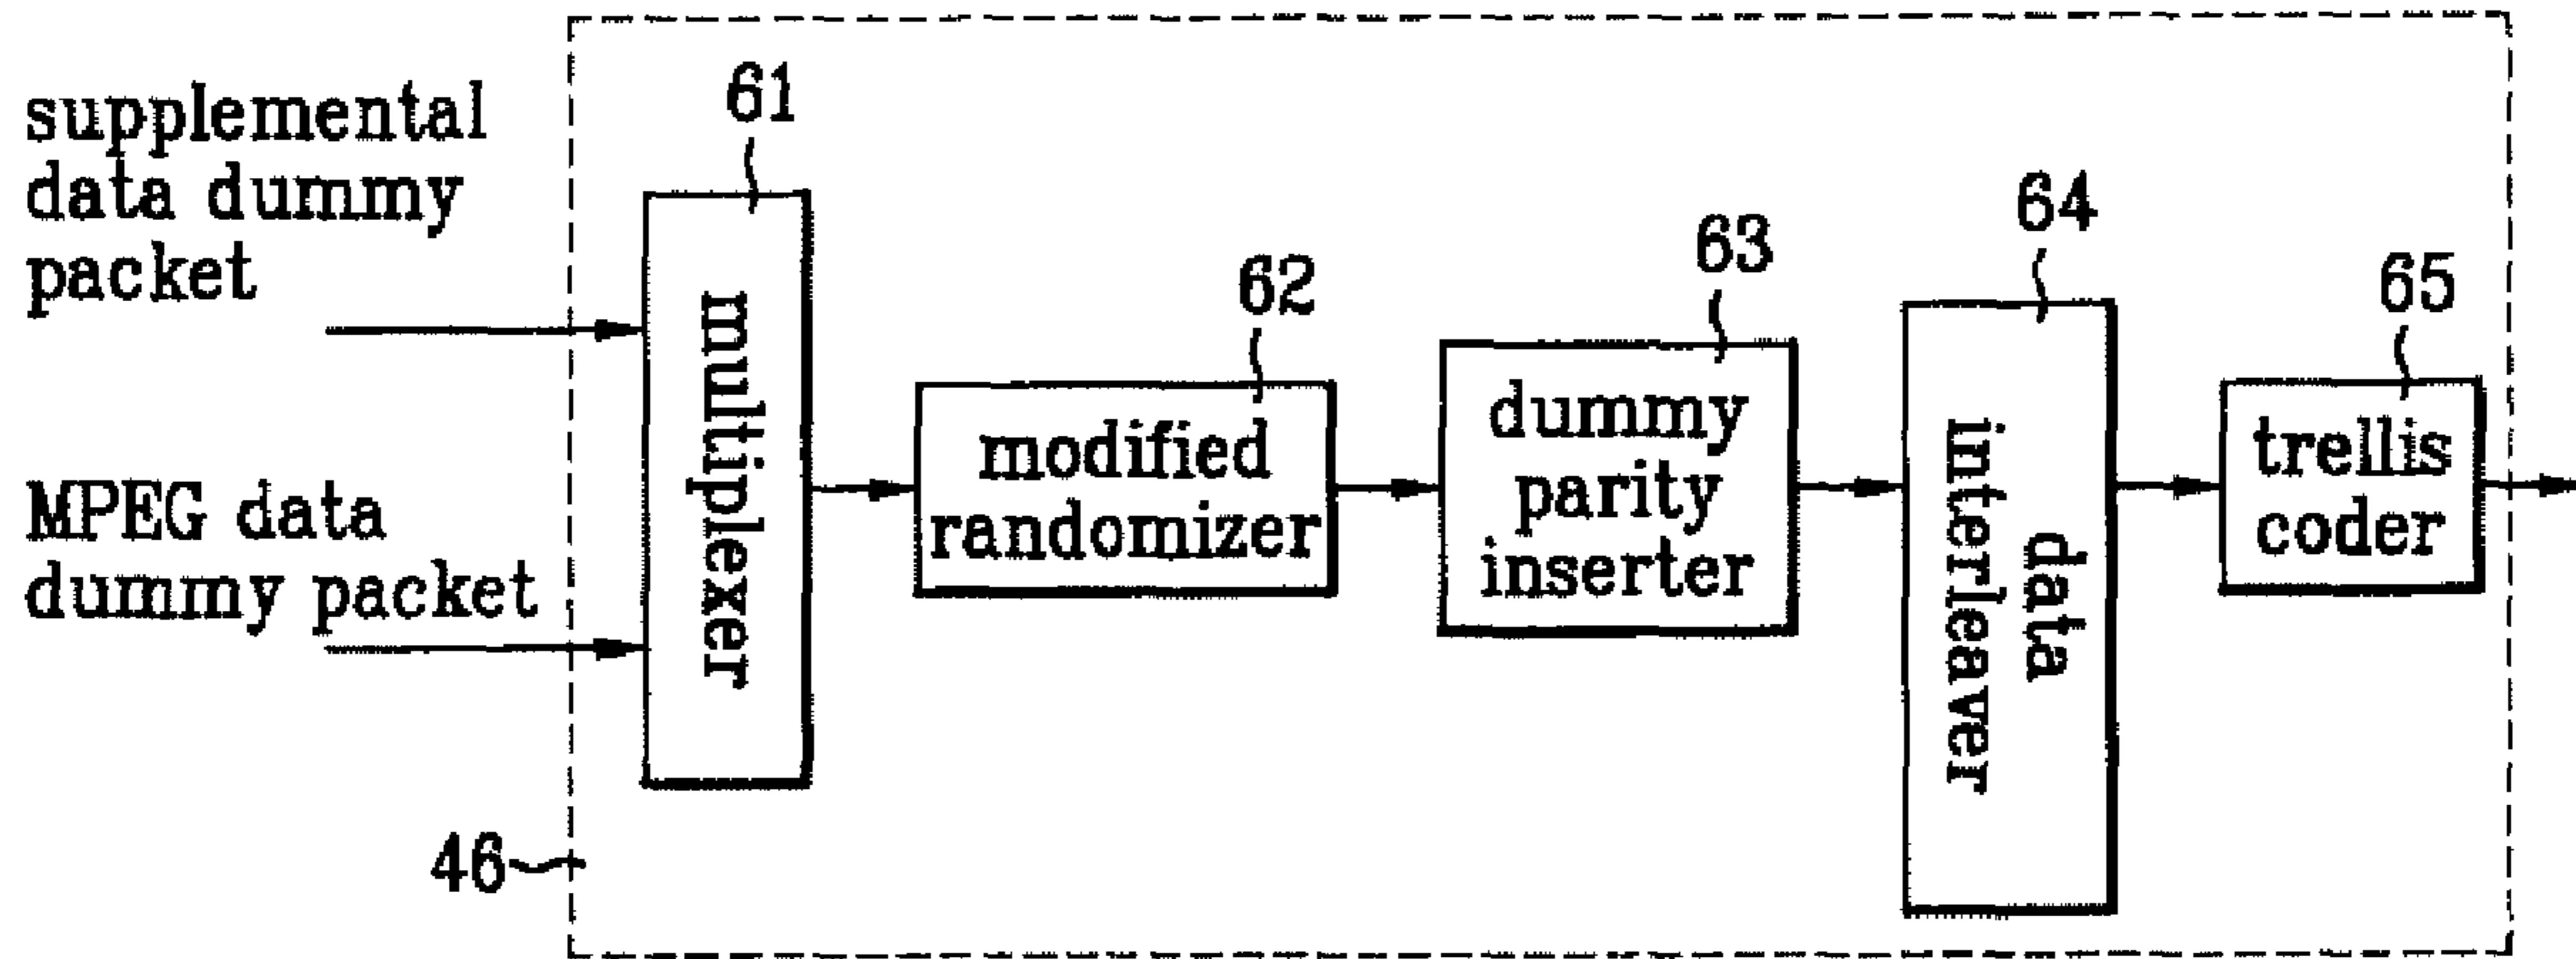 supplemental
data dummy
packet
MPEG data
dummy packet
46
61
multiplexer
62
modified
randomizer
63
dummy
parity
inserter
64
data
interleaver
65
trellis
coder